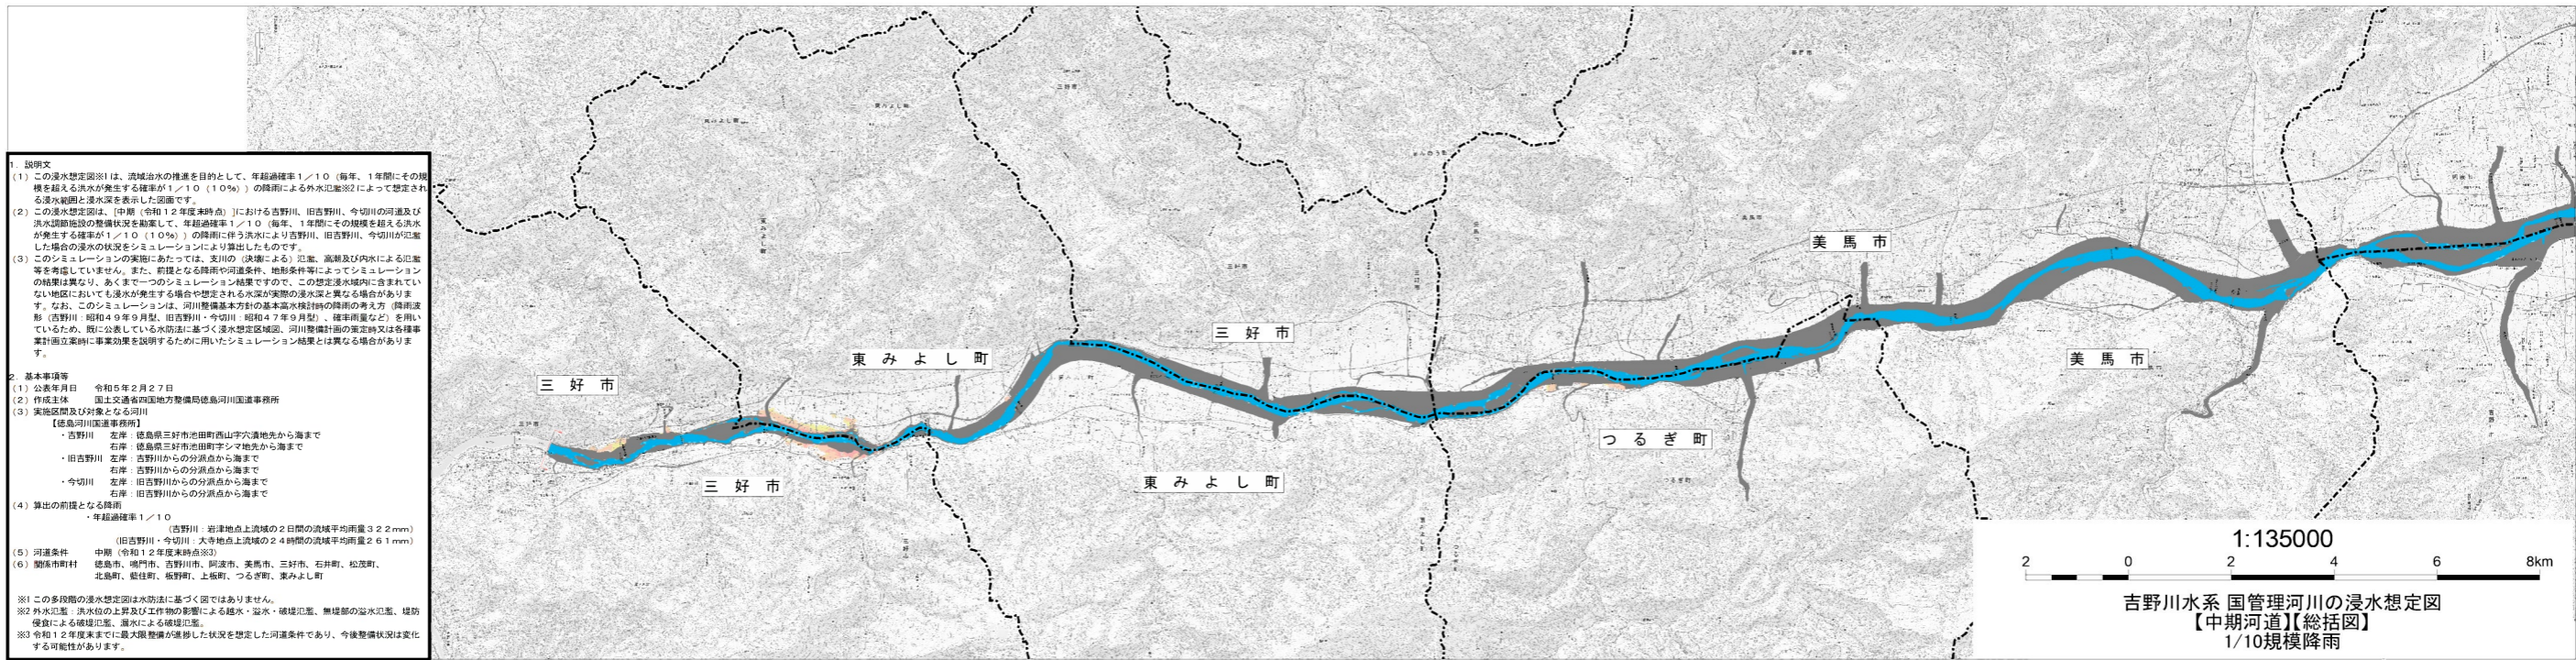 1．説明文
（1）この浸水想定図※1は、流域治水の推進を目的として、年超過確率1／10（毎年、1年間にその規
模を超える洪水が発生する確率が1／10（10％））の降雨による外水氾濫※2によって想定され
る浸水範囲と浸水深を表示した図面です。
（2）この浸水想定図は、[中期（令和12年度末時点）]における吉野川、旧吉野川、今切川の河道及び
洪水調節施設の整備状況を勘案して、年超過確率1／10（毎年、1年間にその規模を超える洪水
が発生する確率が1／10（10％））の降雨に伴う洪水により吉野川、旧吉野川、今切川が氾濫
した場合の浸水の状況をシミュレーションにより算出したものです。
（3）このシミュレーションの実施にあたっては、支川の（決壊による）氾濫、高潮及び内水による氾濫
等を考慮していません。また、前提となる降雨や河道条件、地形条件等によってシミュレーション
の結果は異なり、あくまで一つのシミュレーション結果ですので、この想定浸水域内に含まれてい
ない地区においても浸水が発生する場合や想定される水深が実際の浸水深と異なる場合がありま
す。なお、このシミュレーションは、河川整備基本方針の基本高水検討時の降雨の考え方（降雨波
形（吉野川：昭和49年9月型、旧吉野川・今切川：昭和47年9月型）、確率雨量など）を用い
ているため、既に公表している水防法に基づく浸水想定区域図、河川整備計画の策定時又は各種事
業計画立案時に事業効果を説明するために用いたシミュレーション結果とは異なる場合がありま
す。
2．基本事項等
（1）公表年月日　令和5年2月27日
（2）作成主体　国土交通省四国地方整備局徳島河川国道事務所
（3）実施区間及び対象となる河川
【徳島河川国道事務所】
・吉野川　左岸：徳島県三好市池田町西山字穴漬地先から海まで
右岸：徳島県三好市池田町字シマ地先から海まで
・旧吉野川　左岸：吉野川からの分派点から海まで
右岸：吉野川からの分派点から海まで
・今切川　左岸：旧吉野川からの分派点から海まで
右岸：旧吉野川からの分派点から海まで
（4）算出の前提となる降雨
・年超過確率1／10
（吉野川：岩津地点上流域の2日間の流域平均雨量322mm）
（旧吉野川・今切川：大寺地点上流域の24時間の流域平均雨量261mm）
（5）河道条件　中期（令和12年度末時点※3）
（6）関係市町村　徳島市、鳴門市、吉野川市、阿波市、美馬市、三好市、石井町、松茂町、
北島町、藍住町、板野町、上板町、つるぎ町、東みよし町
※1 この多段階の浸水想定図は水防法に基づく図ではありません。
※2 外水氾濫：洪水位の上昇及び工作物の影響による越水・溢水・破堤氾濫、無堤部の溢水氾濫、堤防
侵食による破堤氾濫、漏水による破堤氾濫。
※3 令和12年度末までに最大限整備が進捗した状況を想定した河道条件であり、今後整備状況は変化
する可能性があります。
三好市
東みよし町
三好市
美馬市
三好市
東みよし町
つるぎ町
美馬市
1:135000
2 0 2 4 6 8km
吉野川水系 国管理河川の浸水想定図
【中期河道】【総括図】
1/10規模降雨